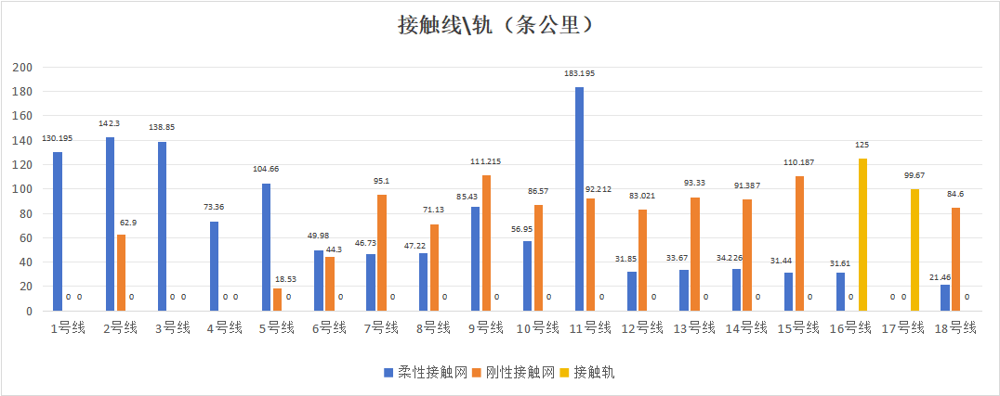 接触线\轨（条公里）
200
180
160
140
120
100
80
60
40
20
0
130.195 0 0
142.3 62.9 0
138.85 0 0
73.36 0 0
104.66 18.53 0
49.98 44.3 0
46.73 95.1 0
47.22 71.13 0
85.43 111.215 0
56.95 86.57 0
183.195 92.212 0
31.85 83.021 0
33.67 93.33 0
34.226 91.387 0
31.44 110.187 0
31.61 0 125
0 0 99.67
21.46 84.6 0
1号线 2号线 3号线 4号线 5号线 6号线 7号线 8号线 9号线 10号线 11号线 12号线 13号线 14号线 15号线 16号线 17号线 18号线
柔性接触网 刚性接触网 接触轨